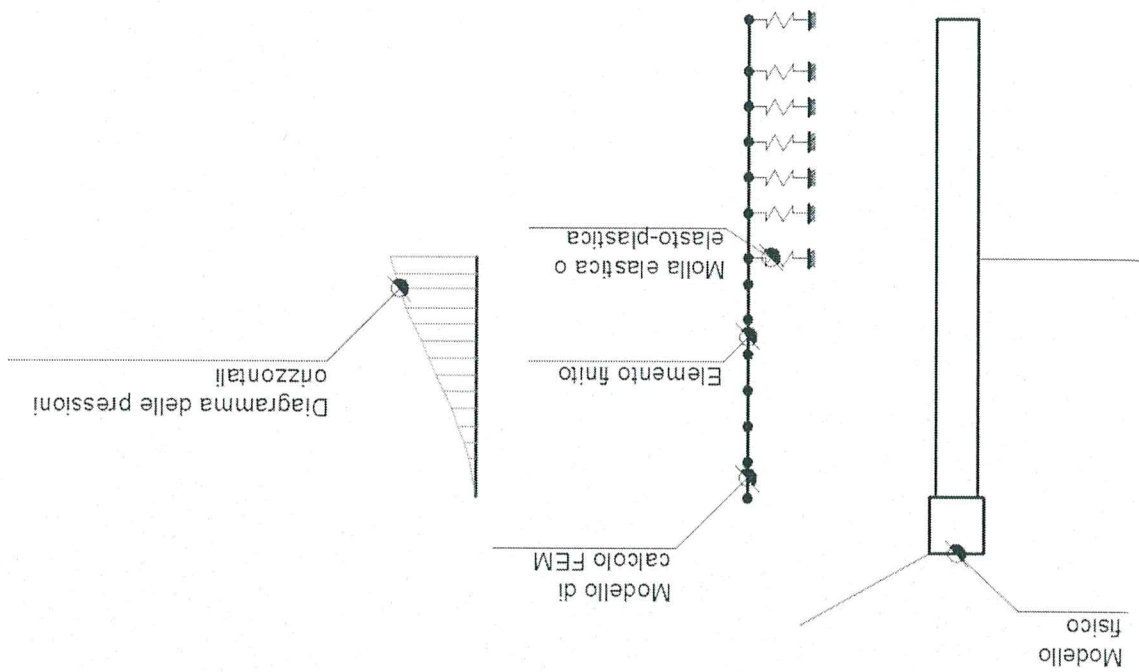 Modello
fisico
Modello di
calcolo FEM
Elemento finito
Molla elastica o
elasto-plastica
Diagramma delle pressioni
orizzontali